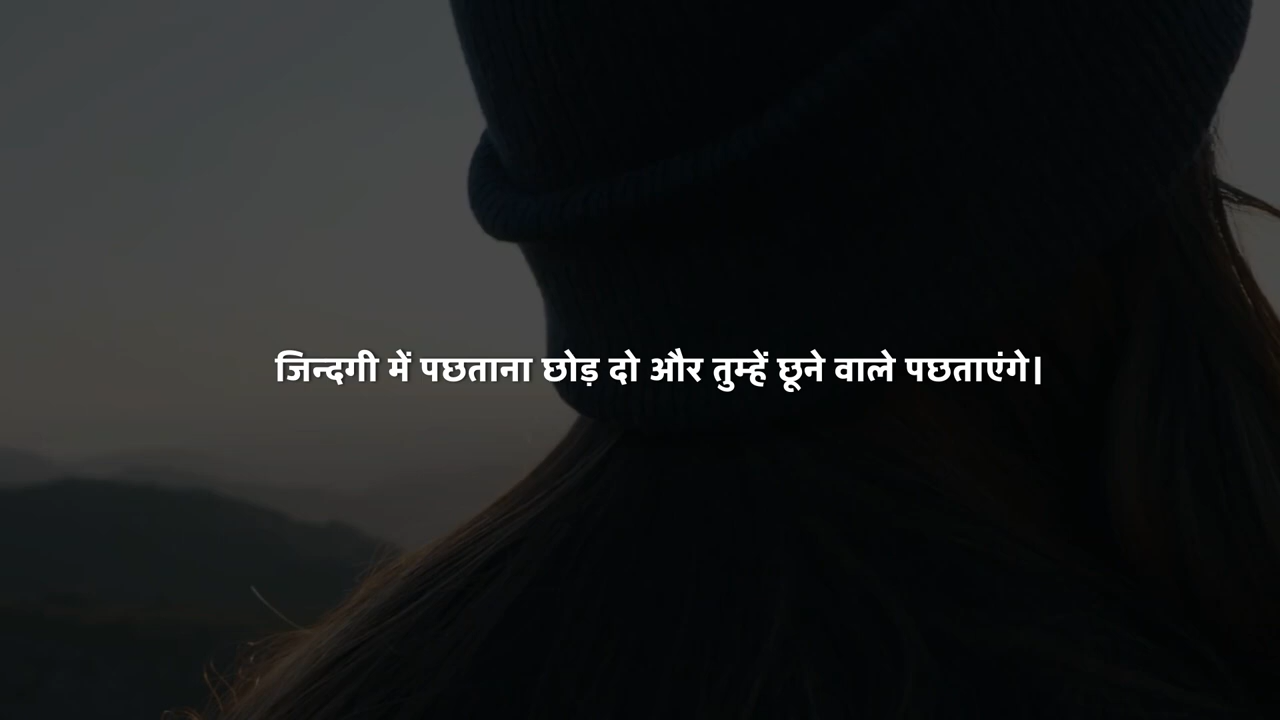 जिन्दगी में पछताना छोड़ दो और तुम्हें छूने वाले पछताएंगे|